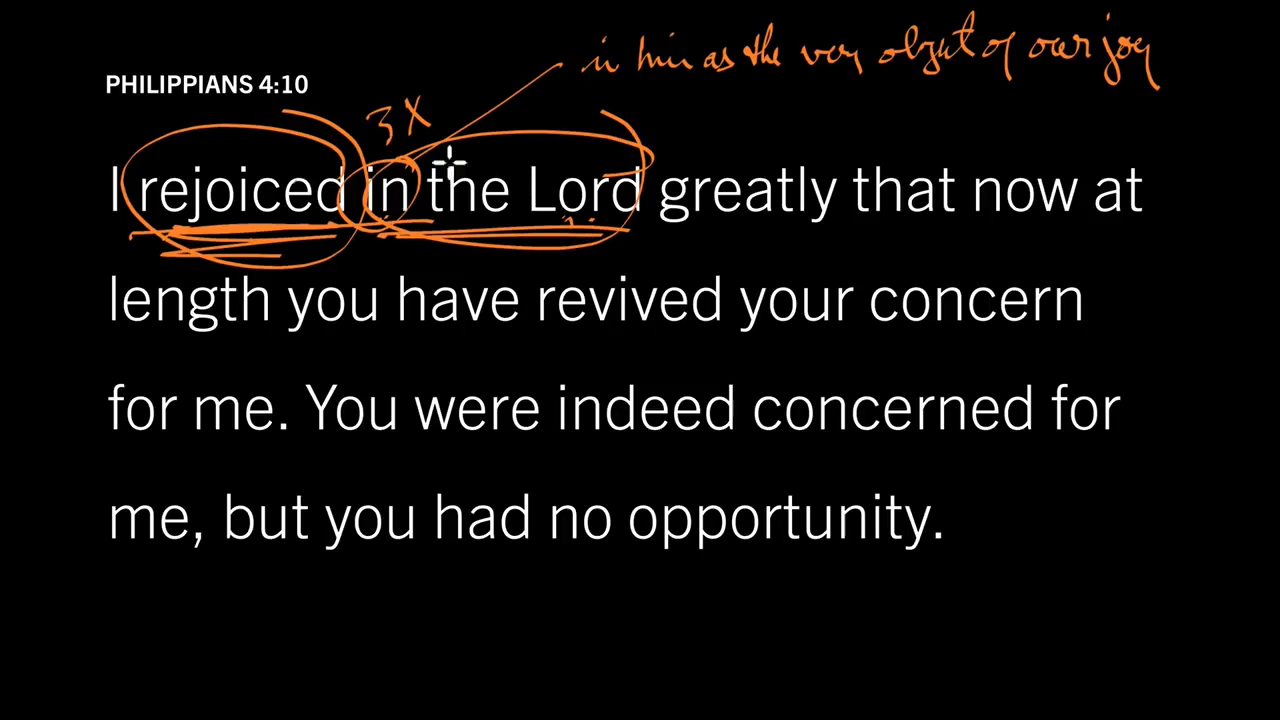 in him as the very object of our joy
PHILIPPIANS 4:10
3X
I rejoiced in the Lord greatly that now at
length you have revived your concern
for me. You were indeed concerned for
me, but you had no opportunity.